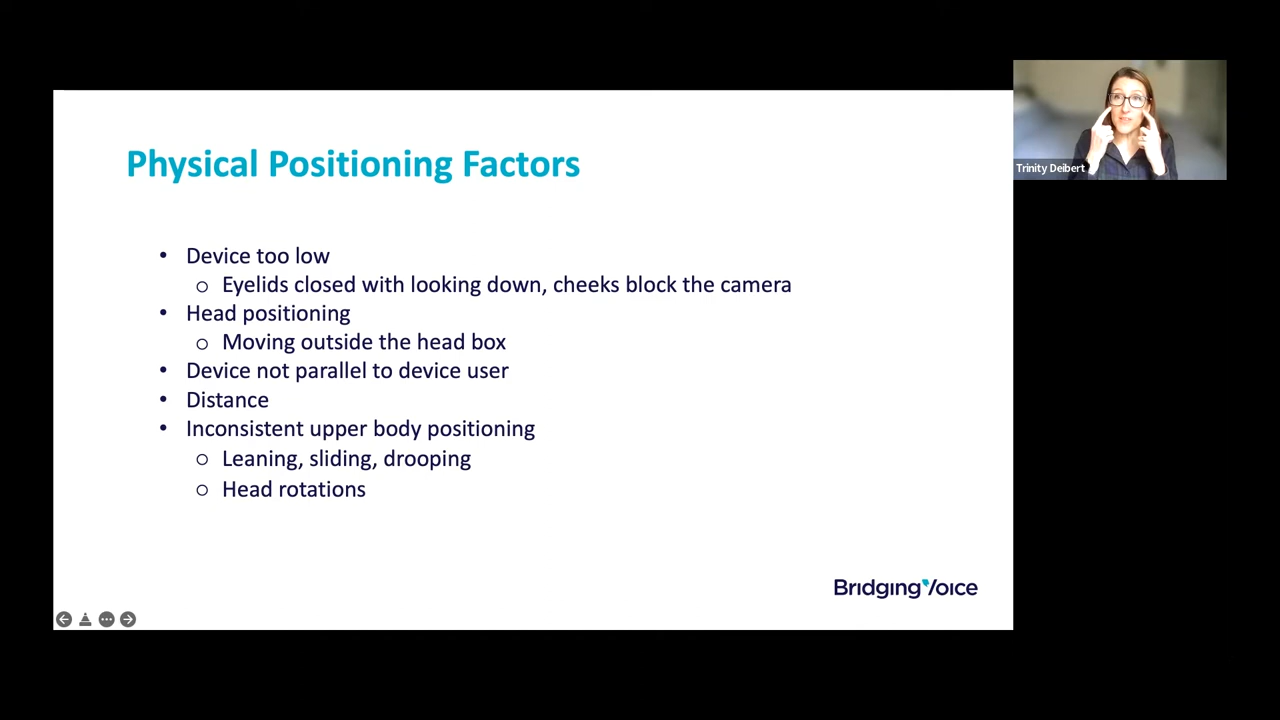 Physical Positioning Factors
Trinity Deibert
• Device too low
o Eyelids closed with looking down, cheeks block the camera
• Head positioning
o Moving outside the head box
• Device not parallel to device user
• Distance
• Inconsistent upper body positioning
o Leaning, sliding, drooping
o Head rotations
BridgingVoice